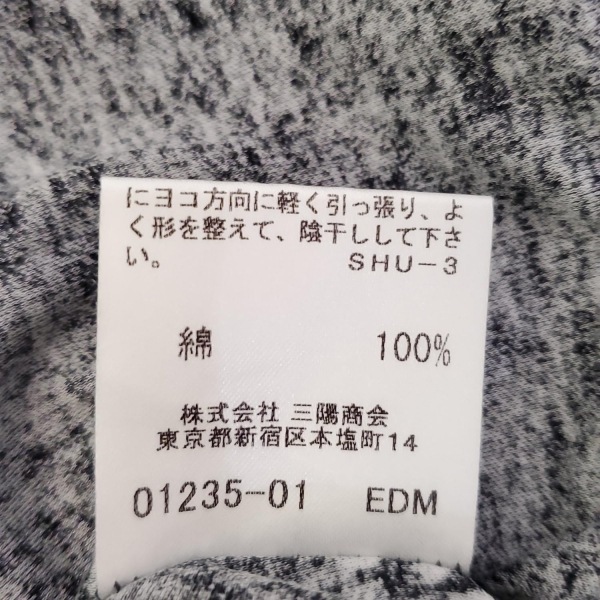 にヨコ方向に軽く引っ張り、よ
く形を整えて、陰干しして下さ
い。 SHU-3
綿 100%
株式会社 三陽商会
東京都新宿区本塩町14
01235-01 EDM